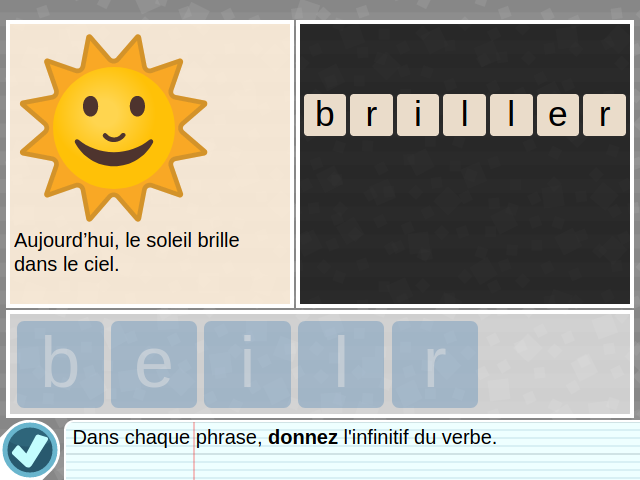 Aujourd’hui, le soleil brille
dans le ciel.
b r i l l e r
b e i l r
Dans chaque phrase, donnez l'infinitif du verbe.